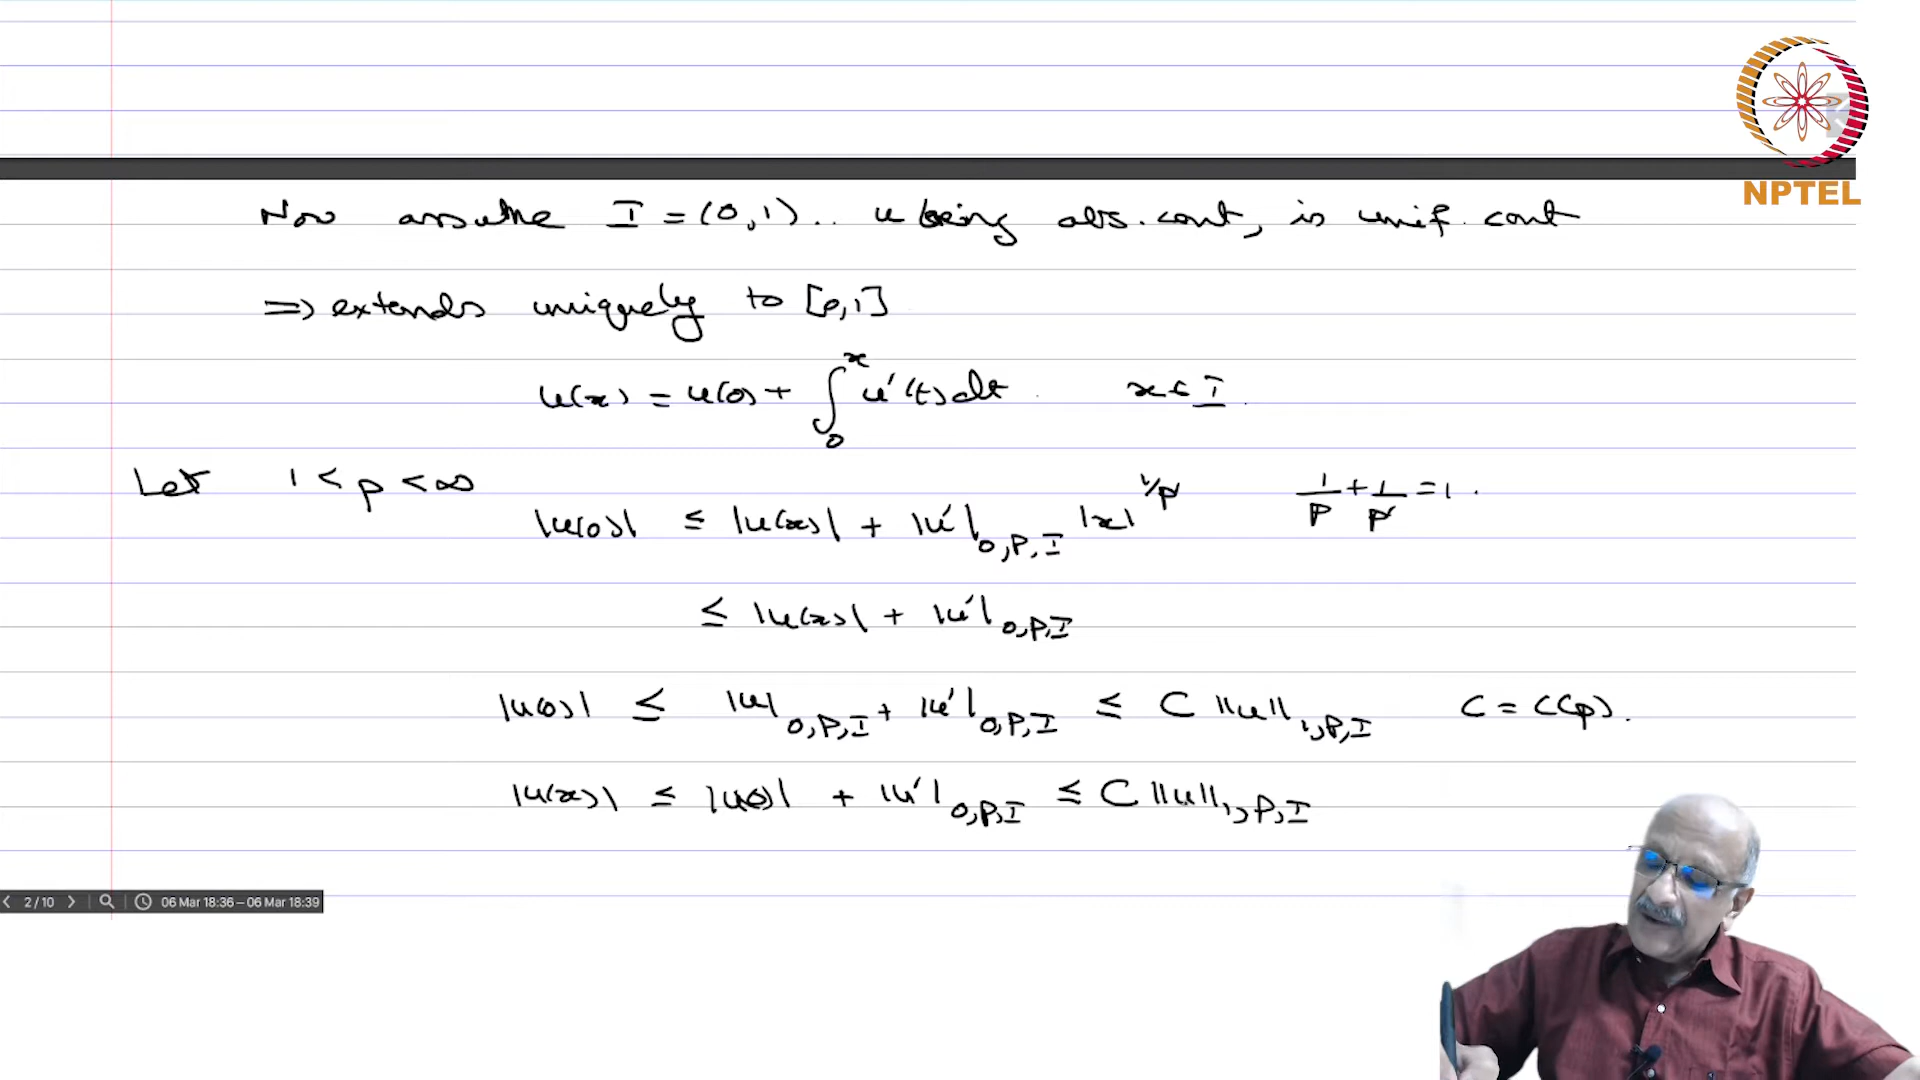 NPTEL
Now assume I = (0,1). u being abs. cont, is unif. cont
⇒ extends uniquely to [0,1]
u(x) = u(0) + ∫₀ˣ u'(t)dt x ∈ I.
Let 1 < p < ∞
|u(0)| ≤ |u(x)| + |u'|₀,p,I |x|^{1/p'} 1/p + 1/p' = 1.
≤ |u(x)| + |u'|₀,p,I
|u(0)| ≤ |u|₀,p,I + |u'|₀,p,I ≤ C ||u||₁,p,I C = C(p).
|u(x)| ≤ |u(0)| + |u'|₀,p,I ≤ C ||u||₁,p,I
2/10 06 Mar 18:36 – 06 Mar 18:39